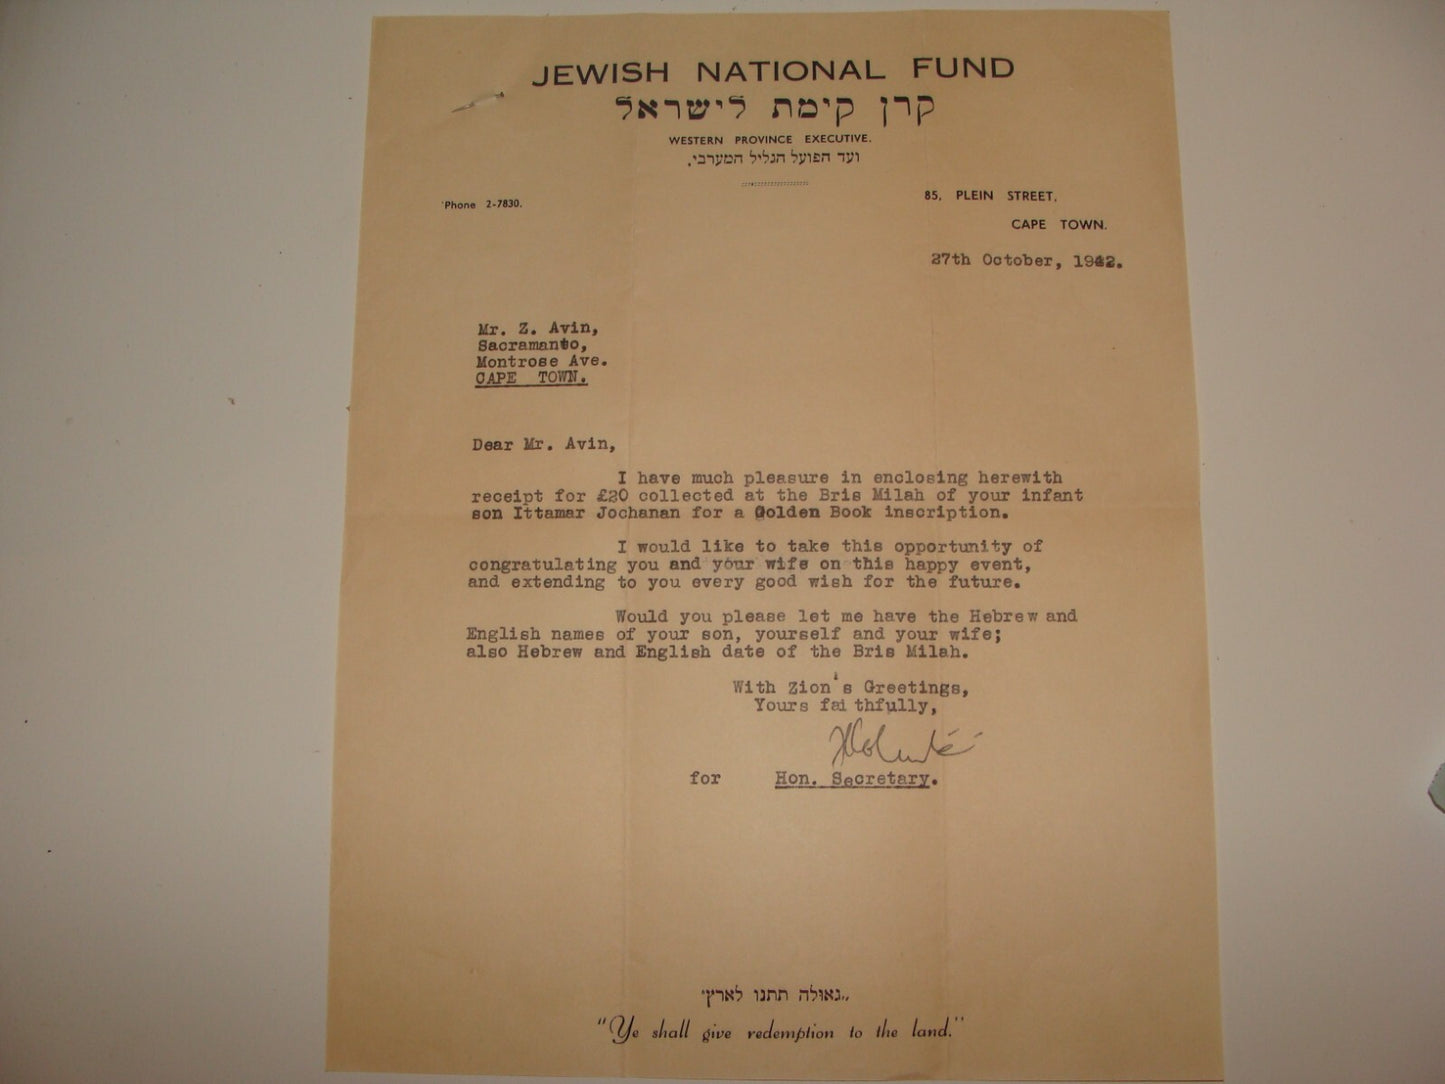 JEWISH NATIONAL FUND
קרן קימת לישראל
WESTERN PROVINCE EXECUTIVE.
ועד הפועל הגליל המערבי.
'Phone 2-7830.
85, PLEIN STREET,
CAPE TOWN.
27th October, 1942.
Mr. Z. Avin,
Sacramanto,
Montrose Ave.
CAPE TOWN.
Dear Mr. Avin,
I have much pleasure in enclosing herewith
receipt for £20 collected at the Bris Milah of your infant
son Ittamar Jochanan for a Golden Book inscription.
I would like to take this opportunity of
congratulating you and your wife on this happy event,
and extending to you every good wish for the future.
Would you please let me have the Hebrew and
English names of your son, yourself and your wife;
also Hebrew and English date of the Bris Milah.
With Zion's Greetings,
Yours faithfully,
for Hon. Secretary.
„גאולה תתנו לארץ"
"Ye shall give redemption to the land."